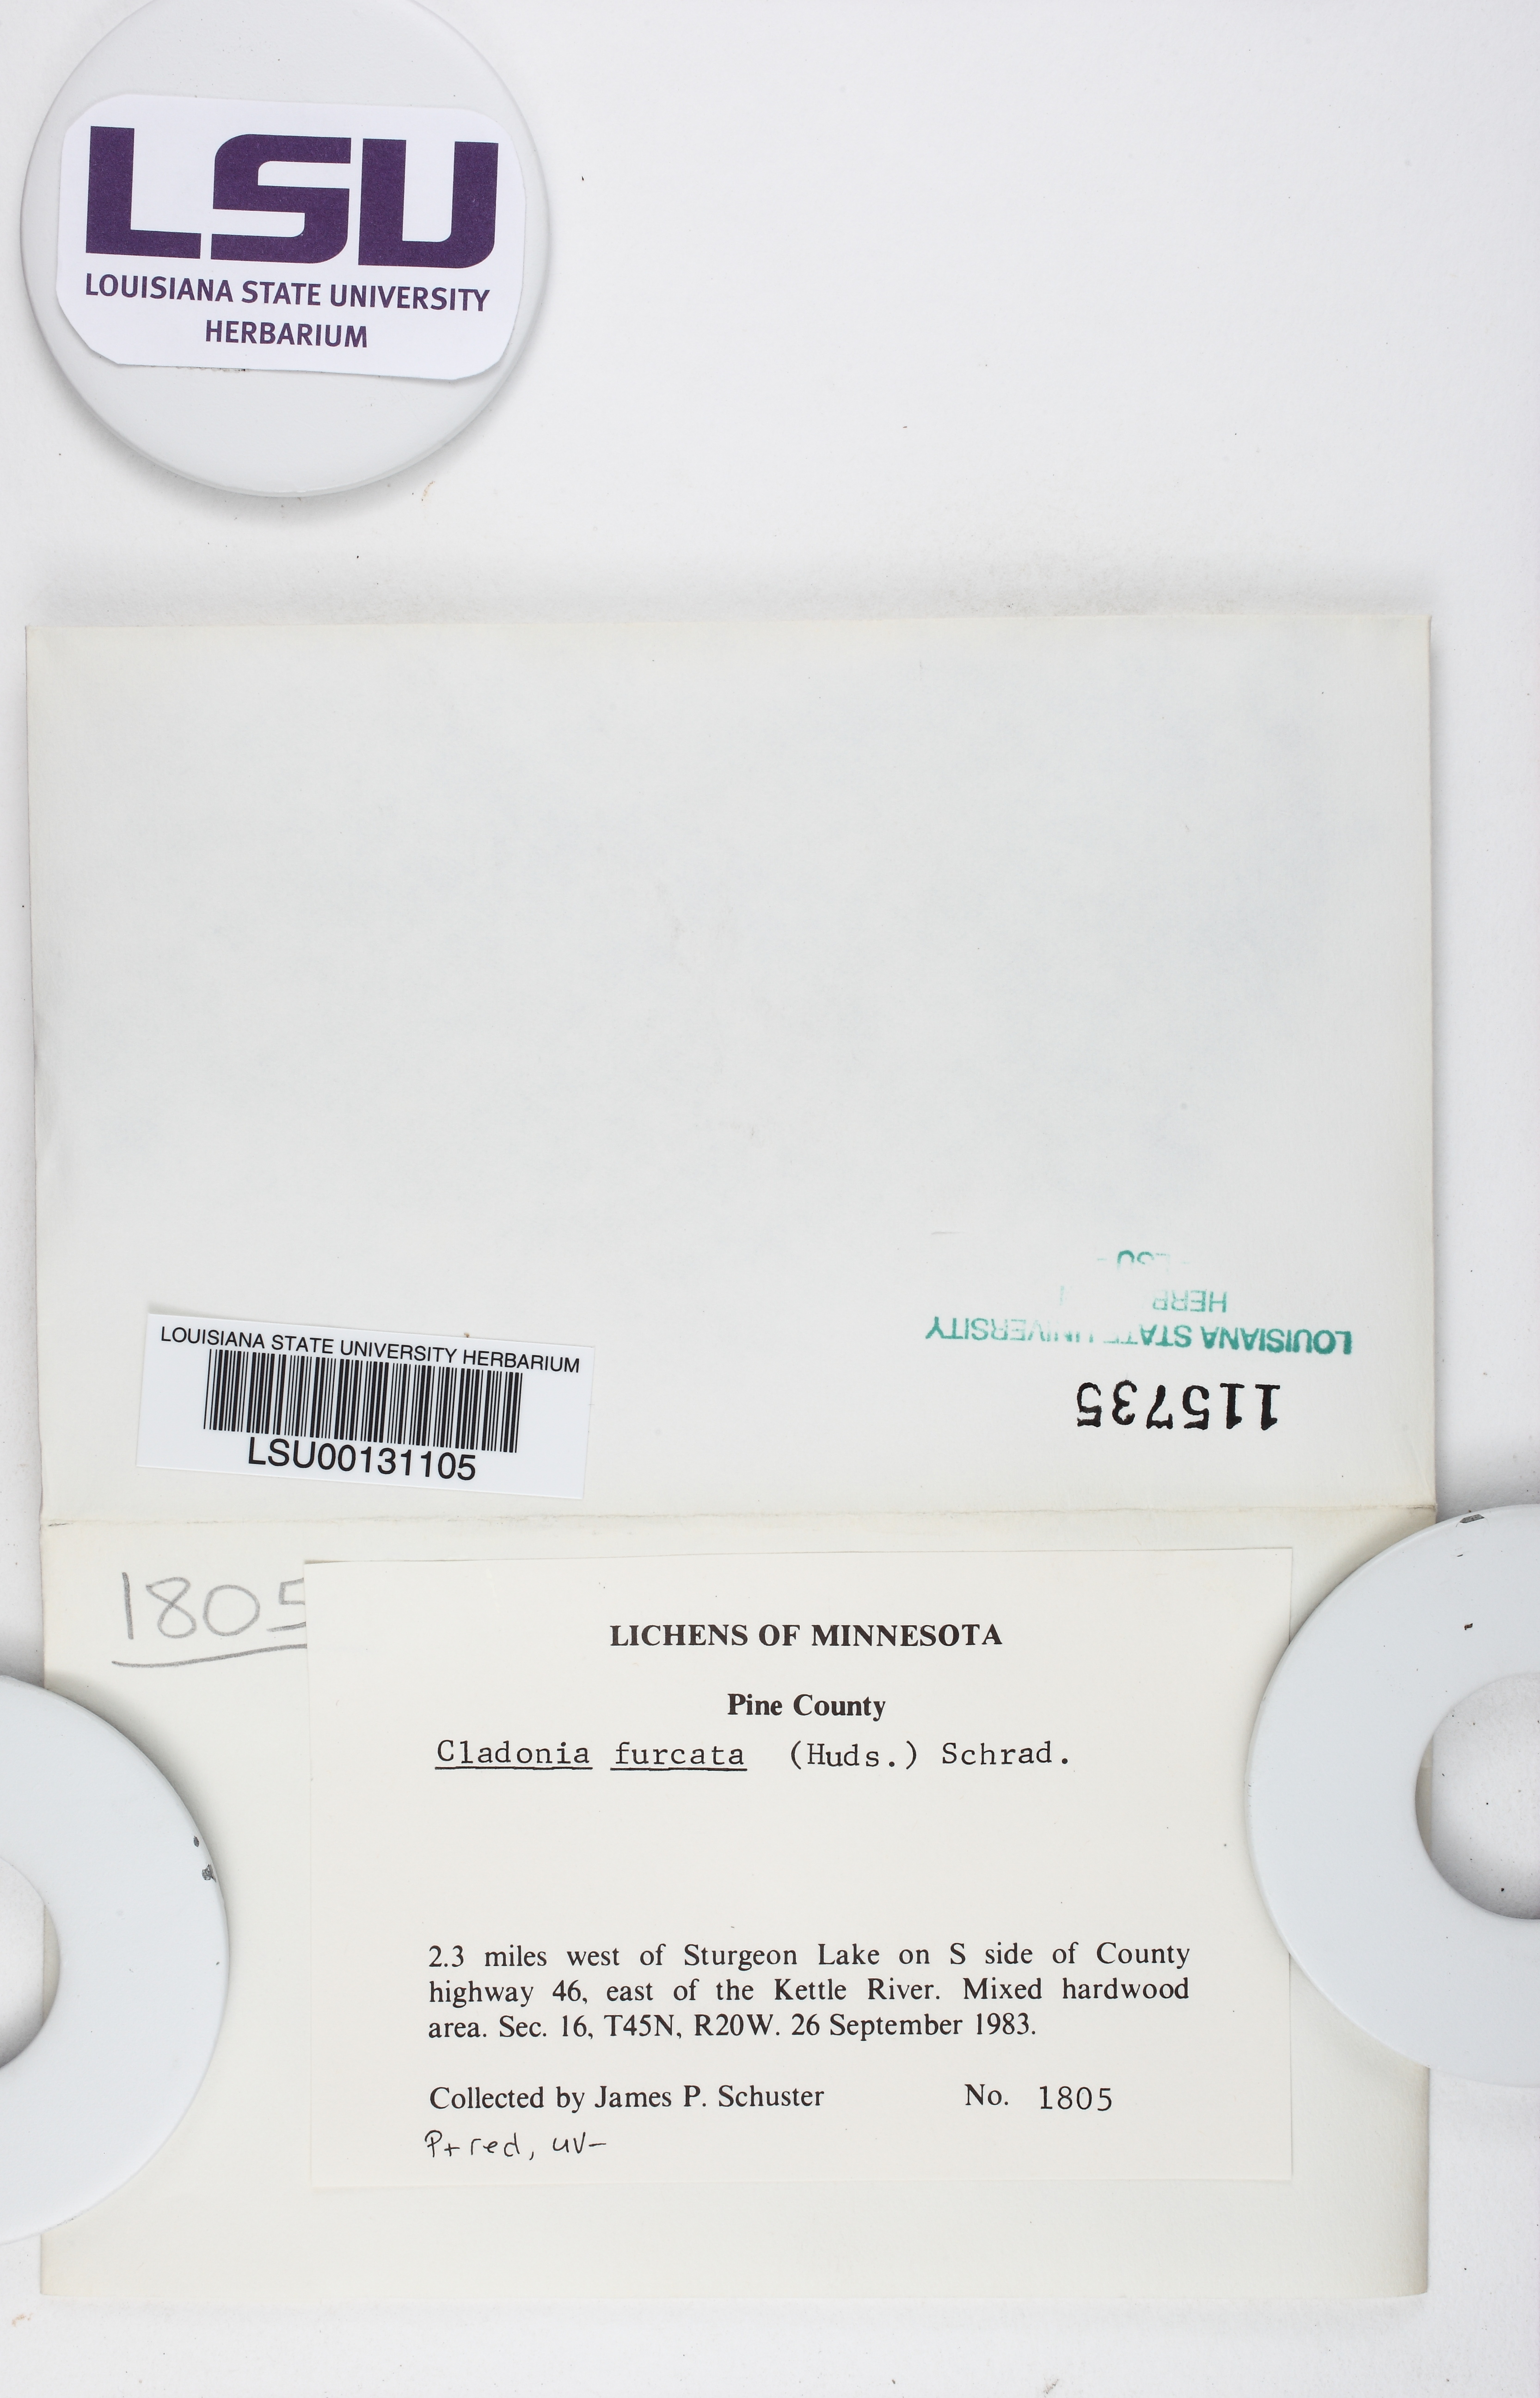 LSU
LOUISIANA STATE UNIVERSITY
HERBARIUM
LOUISIANA STATE UNIVERSITY
115735
LOUISIANA STATE UNIVERSITY HERBARIUM
LSU00131105
1805
LICHENS OF MINNESOTA
Pine County
Cladonia furcata (Huds.) Schrad.
2.3 miles west of Sturgeon Lake on S side of County
highway 46, east of the Kettle River. Mixed hardwood
area. Sec. 16, T45N, R20W. 26 September 1983.
Collected by James P. Schuster No. 1805
P+ red, UV-